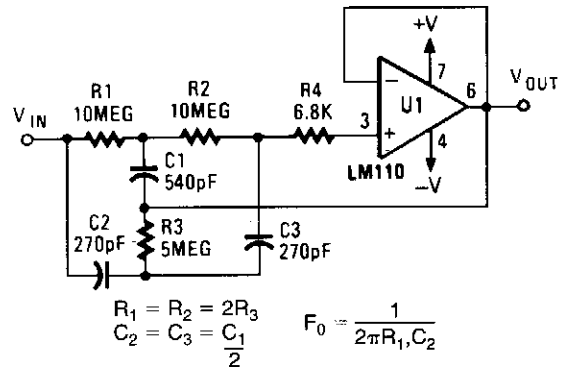 +V
R1
10MEG
R2
10MEG
R4
6.8K
V IN
3
−
+
U1
7
6
4
V OUT
LM110
−V
C1
540pF
C2
270pF
R3
5MEG
C3
270pF
R₁ = R₂ = 2R₃
C₂ = C₃ = C₁/2
F₀ = 1/2πR₁,C₂